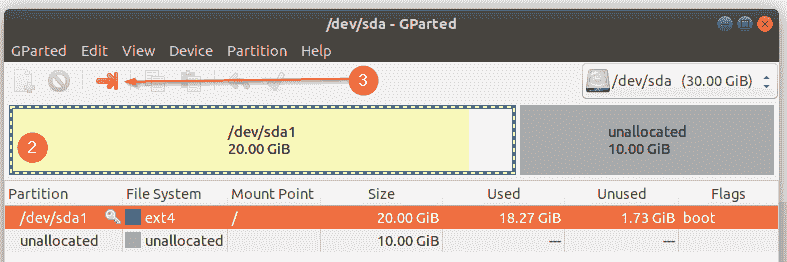 /dev/sda - GParted
GParted Edit View Device Partition Help
3
/dev/sda (30.00 GiB)
2
/dev/sda1
20.00 GiB
unallocated
10.00 GiB
Partition File System Mount Point Size Used Unused Flags
/dev/sda1 ext4 / 20.00 GiB 18.27 GiB 1.73 GiB boot
unallocated unallocated 10.00 GiB --- ---